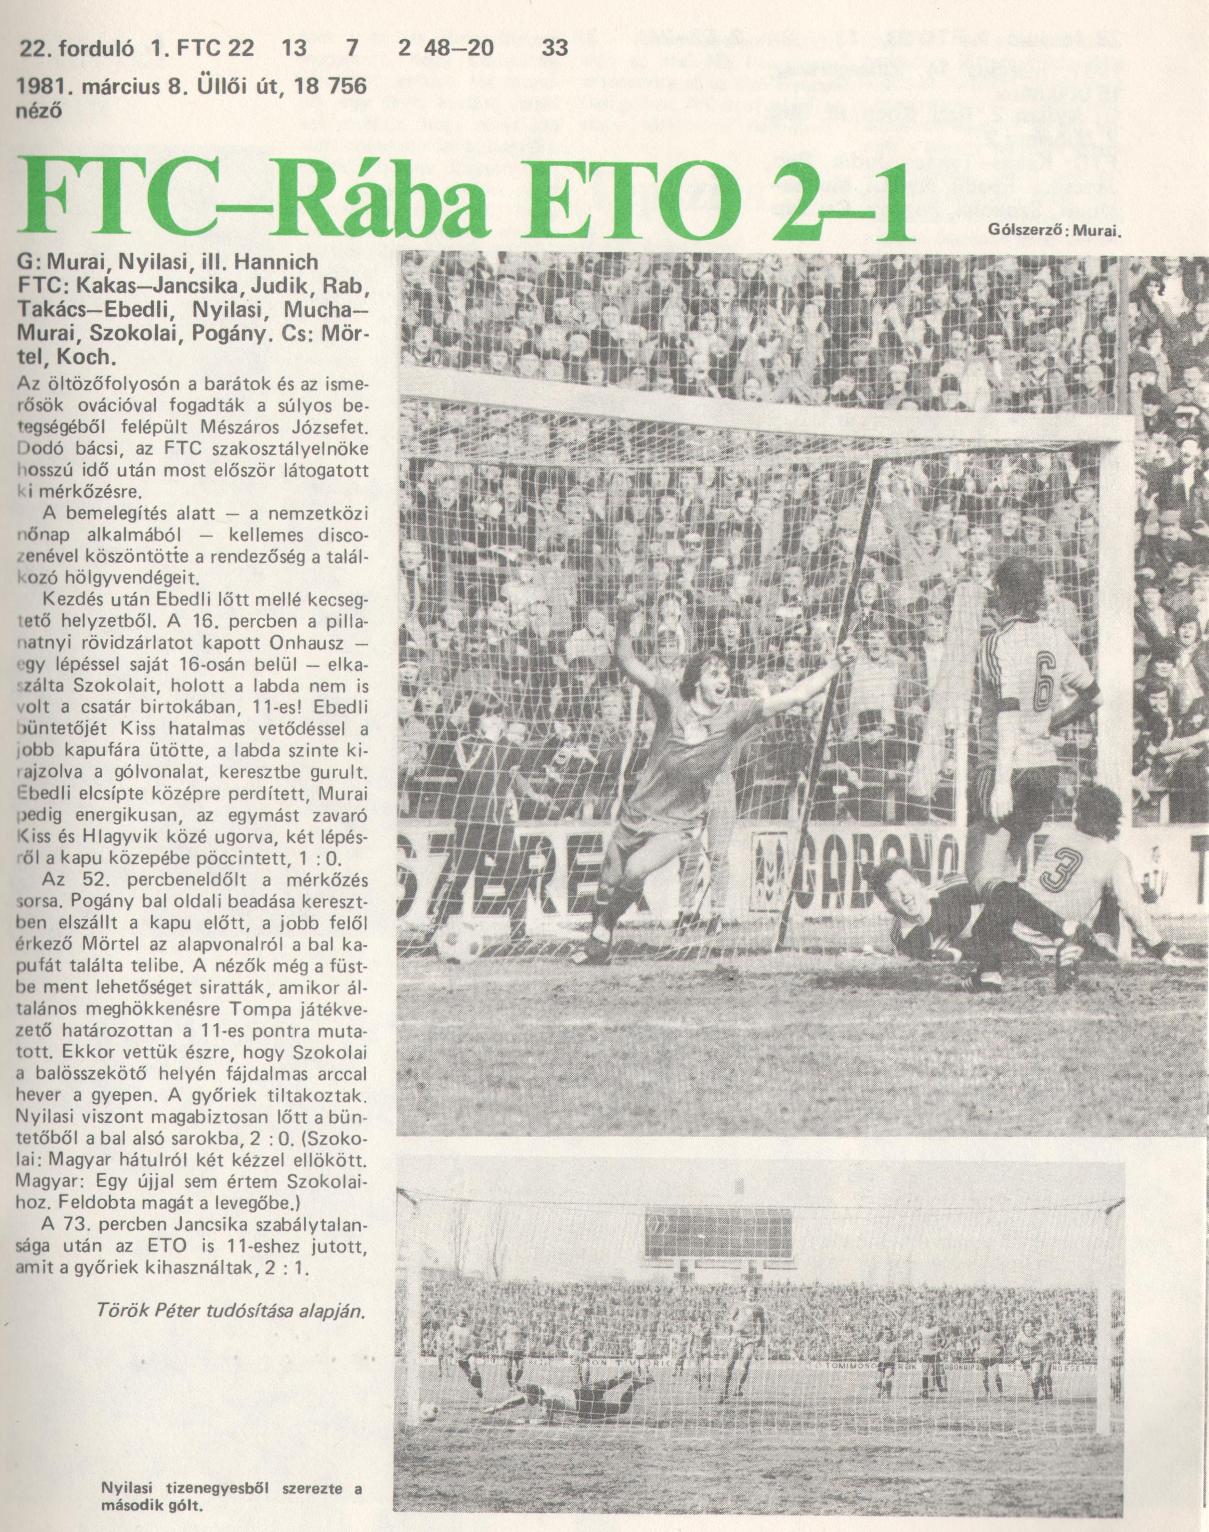 22. forduló 1. FTC 22 13 7 2 48—20 33
1981. március 8. Üllői út, 18 756
néző
FTC—Rába ETO 2—1
Gólszerző: Murai.
G: Murai, Nyilasi, ill. Hannich
FTC: Kakas—Jancsika, Judik, Rab,
Takács—Ebedli, Nyilasi, Mucha—
Murai, Szokolai, Pogány. Cs: Mör-
tel, Koch.
Az öltözőfolyosón a barátok és az isme-
rősök ovációval fogadták a súlyos be-
tegségéből felépült Mészáros Józsefet.
Dodó bácsi, az FTC szakosztályelnöke
hosszú idő után most először látogatott
ki mérkőzésre.
A bemelegítés alatt — a nemzetközi
nőnap alkalmából — kellemes disco-
zenével köszöntötte a rendezőség a talál-
kozó hölgyvendégeit.
Kezdés után Ebedli lőtt mellé kecseg-
tető helyzetből. A 16. percben a pilla-
natnyi rövidzárlatot kapott Onhausz —
egy lépéssel saját 16-osán belül — elka-
szálta Szokolait, holott a labda nem is
volt a csatár birtokában, 11-es! Ebedli
büntetőjét Kiss hatalmas vetődéssel a
jobb kapufára ütötte, a labda szinte ki-
rajzolva a gólvonalat, keresztbe gurult.
Ebedli elcsípte középre perdített, Murai
pedig energikusan, az egymást zavaró
Kiss és Hlagyvik közé ugorva, két lépés-
ről a kapu közepébe pöccintett, 1 : 0.
Az 52. percbeneldőlt a mérkőzés
sorsa. Pogány bal oldali beadása kereszt-
ben elszállt a kapu előtt, a jobb felől
érkező Mörtel az alapvonalról a bal ka-
pufát találta telibe. A nézők még a füst-
be ment lehetőséget siratták, amikor ál-
talános meghökkenésre Tompa játékve-
zető határozottan a 11-es pontra muta-
tott. Ekkor vettük észre, hogy Szokolai
a balösszekötő helyén fájdalmas arccal
hever a gyepen. A győriek tiltakoztak.
Nyilasi viszont magabiztosan lőtt a bün-
tetőből a bal alsó sarokba, 2 : 0. (Szoko-
lai: Magyar hátulról két kézzel ellökött.
Magyar: Egy újjal sem értem Szokolai-
hoz. Feldobta magát a levegőbe.)
A 73. percben Jancsika szabálytalan-
sága után az ETO is 11-eshez jutott,
amit a győriek kihasználtak, 2 : 1.
Török Péter tudósítása alapján.
6
3
SZERE
GABONA
Nyilasi tizenegyesből szerezte a
második gólt.